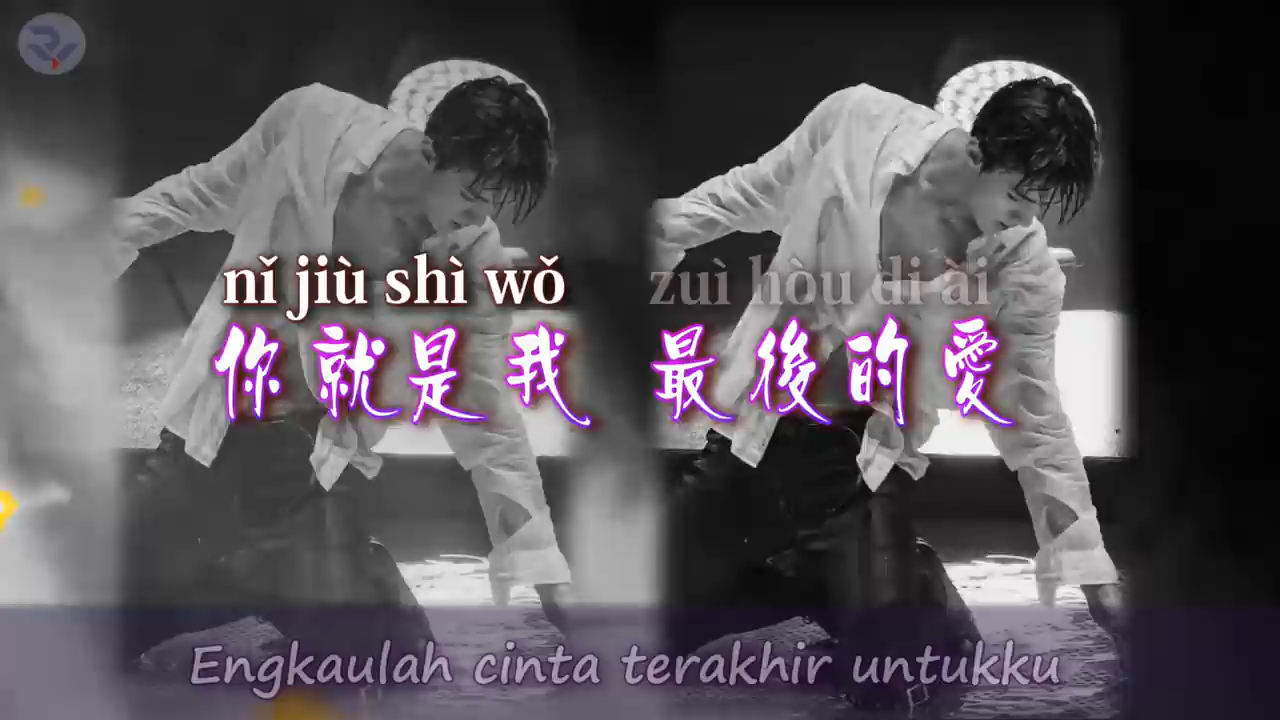 nǐ jiù shì wǒ zuì hòu di ài
你就是我 最後的愛
Engkaulah cinta terakhir untukku